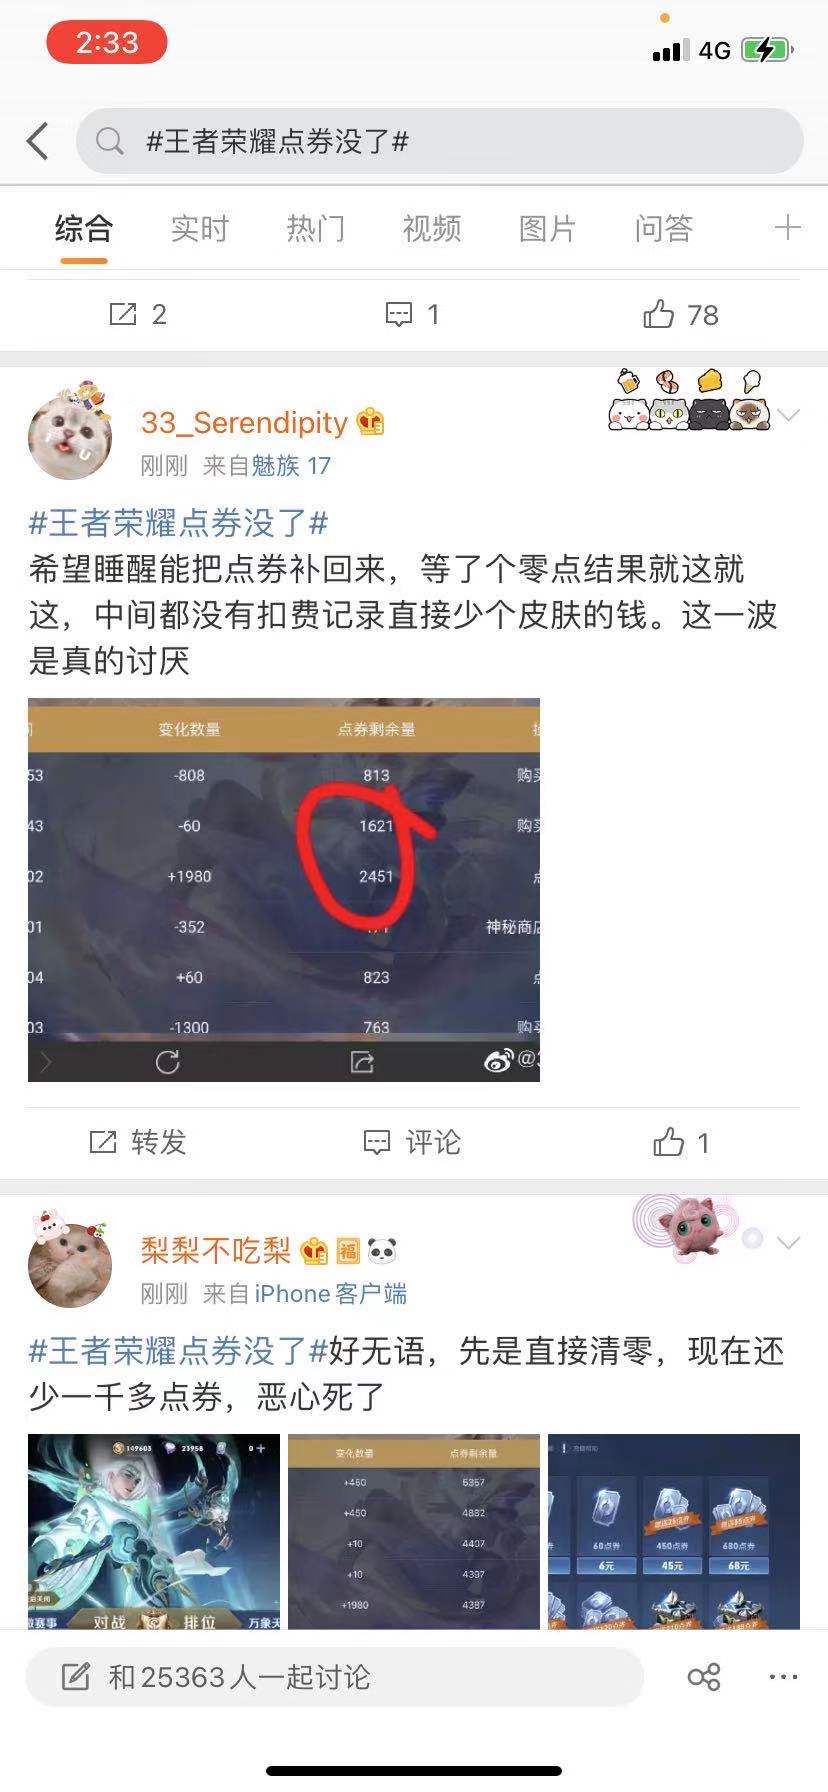 2:33
4G
#王者荣耀点券没了#
综合 实时 热门 视频 图片 问答
2 1 78
33_Serendipity
刚刚 来自魅族 17
#王者荣耀点券没了#
希望睡醒能把点券补回来，等了个零点结果就这就
这，中间都没有扣费记录直接少个皮肤的钱。这一波
是真的讨厌
变化数量 点券剩余量
53 -808 813 购买
43 -60 1621 购买
02 +1980 2451
01 -352 神秘商店
04 +60 823
03 -1300 763 购买
转发 评论 1
梨梨不吃梨 福
刚刚 来自iPhone客户端
#王者荣耀点券没了#好无语，先是直接清零，现在还
少一千多点券，恶心死了
149603 23958 0
对战 排位 万象天
变化数量 点券剩余量
+450 4882
+10 4407
+10 4397
+1980 4387
60点券 450点券 680点券
6元 45元 68元
和25363人一起讨论